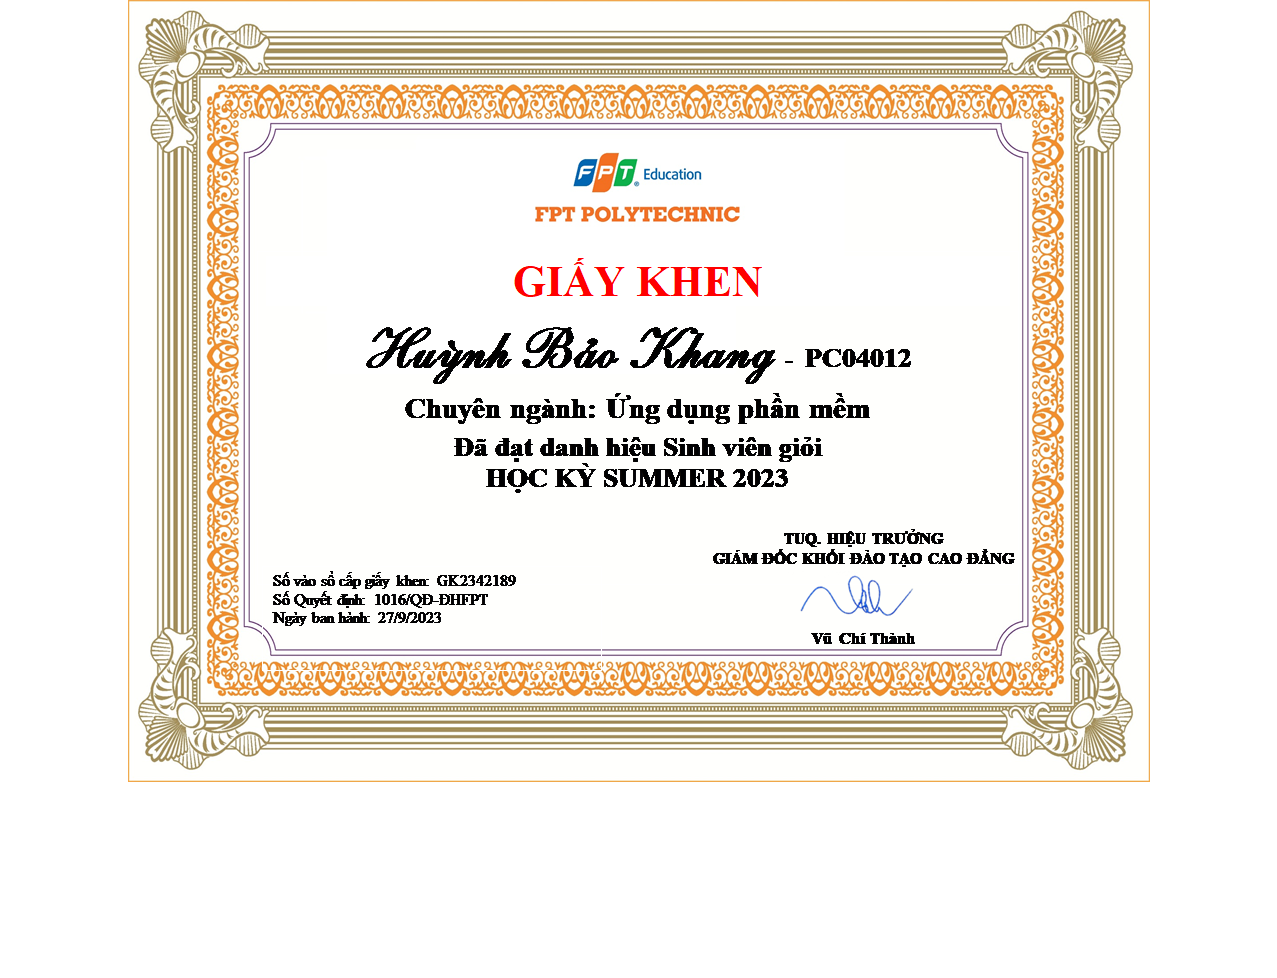 FPT Education
FPT POLYTECHNIC
GIẤY KHEN
Huỳnh Bảo Khang - PC04012
Chuyên ngành: Ứng dụng phần mềm
Đã đạt danh hiệu Sinh viên giỏi
HỌC KỲ SUMMER 2023
TUQ. HIỆU TRƯỞNG
GIÁM ĐỐC KHỐI ĐÀO TẠO CAO ĐẲNG
Số vào sổ cấp giấy khen: GK2342189
Số Quyết định: 1016/QĐ-ĐHFPT
Ngày ban hành: 27/9/2023
Vũ Chí Thành